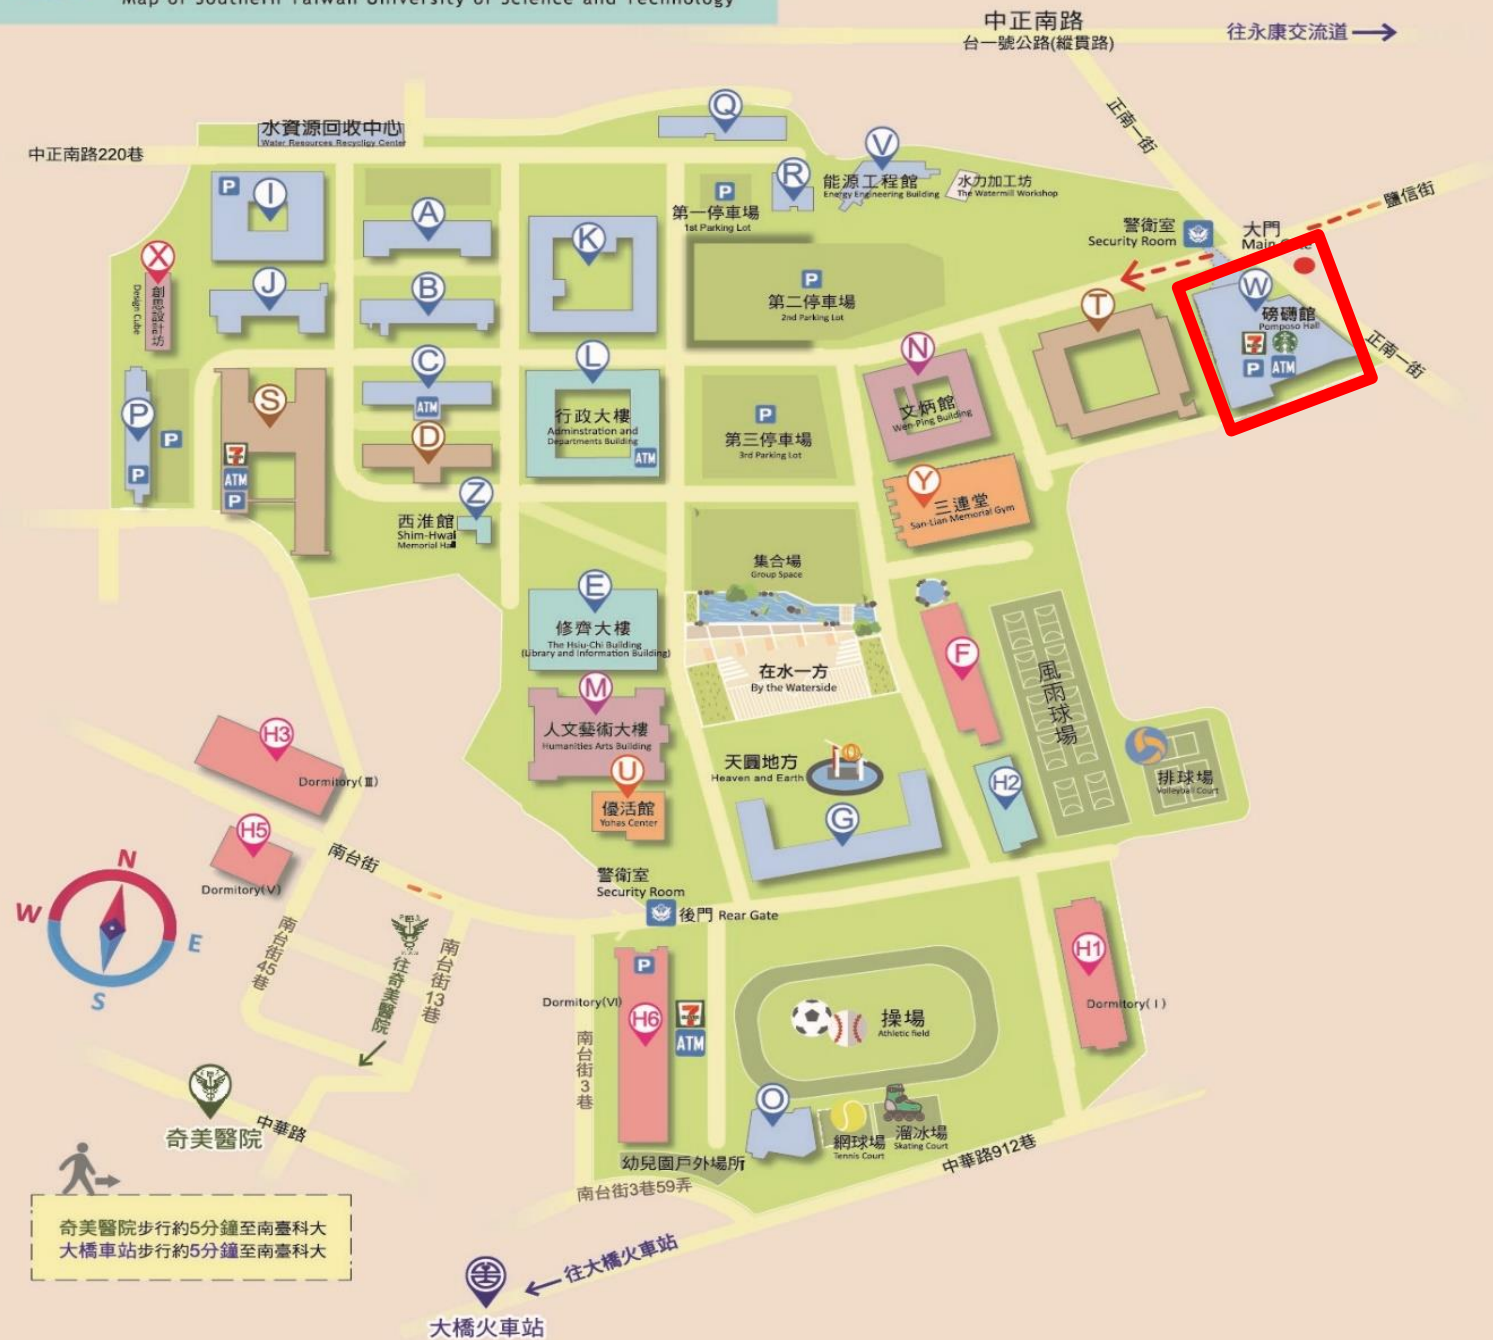 Map of Southern Taiwan University of Science and Technology
中正南路
台一號公路(縱貫路)
往永康交流道
正南一街
水資源回收中心
Water Resources Recycligy Center
中正南路220巷
Q
V
R
能源工程館
Energy Engineering Building
水力加工坊
The Watermill Workshop
鹽信街
P
I
A
K
P
第一停車場
1st Parking Lot
警衛室
Security Room
大門
Main
X
創思設計坊
Design Cube
J
B
P
第二停車場
2nd Parking Lot
T
W
磅礴館
Pomposo Hall
7
P
ATM
正南一街
C
ATM
L
行政大樓
Adminstration and
Departments Building
ATM
N
文炳館
Wen-Ping Building
P
P
P
S
7
ATM
P
D
P
第三停車場
3rd Parking Lot
Z
西淮館
Shim-Hwai
Memorial Hall
Y
三連堂
San-Lian Memorial Gym
集合場
Group Space
E
修齊大樓
The Hsiu-Chi Building
(Library and Information Building)
在水一方
By the Waterside
F
風雨球場
M
人文藝術大樓
Humanities Arts Building
U
優活館
Yohas Center
天圓地方
Heaven and Earth
G
H2
排球場
Volleyball Court
H3
Dormitory(Ⅲ)
H5
Dormitory(Ⅴ)
南台街
N
W
E
S
南台街45巷
往奇美醫院
南台街13巷
警衛室
Security Room
後門 Rear Gate
P
Dormitory(Ⅵ)
H6
7
ATM
南台街3巷
操場
Athletic field
H1
Dormitory(Ⅰ)
奇美醫院
中華路
O
網球場
Tennis Court
溜冰場
Skating Court
幼兒園戶外場所
南台街3巷59弄
中華路912巷
奇美醫院步行約5分鐘至南臺科大
大橋車站步行約5分鐘至南臺科大
往大橋火車站
大橋火車站